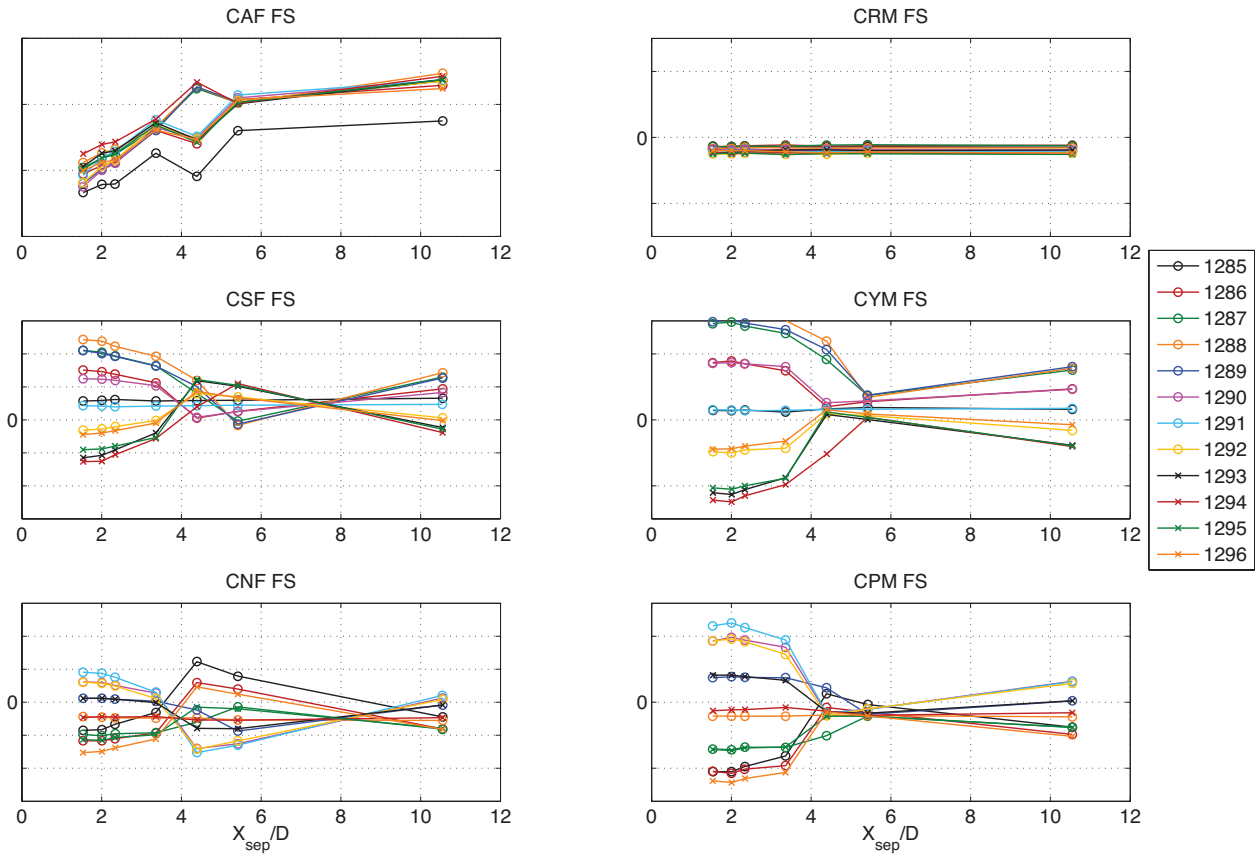 CAF FS
0 2 4 6 8 10 12
CRM FS
0
0 2 4 6 8 10 12
CSF FS
0
0 2 4 6 8 10 12
CYM FS
0
0 2 4 6 8 10 12
CNF FS
0
0 2 4 6 8 10 12
X_sep/D
CPM FS
0
0 2 4 6 8 10 12
X_sep/D
1285
1286
1287
1288
1289
1290
1291
1292
1293
1294
1295
1296